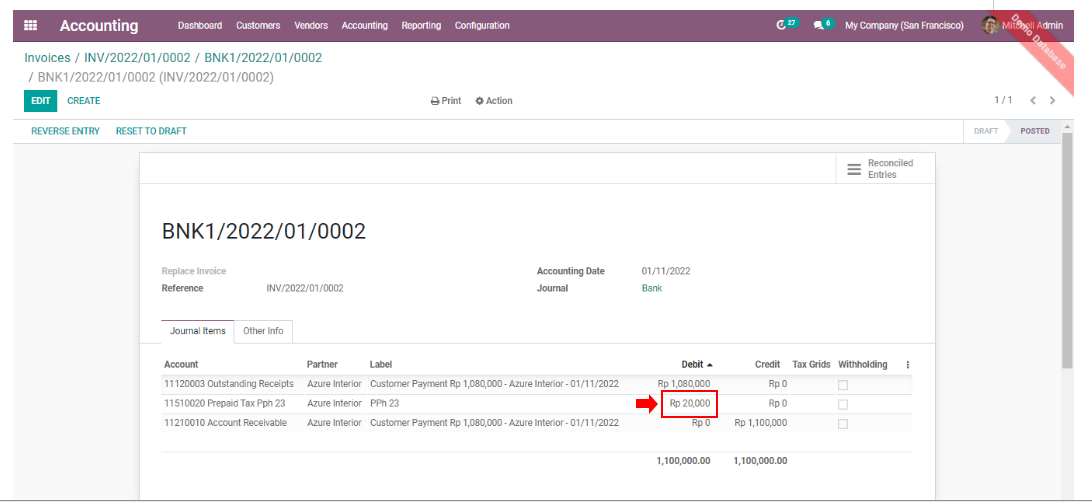 Accounting Dashboard Customers Vendors Accounting Reporting Configuration 27 6 My Company (San Francisco) Mitchell Admin
Demo Database
Invoices / INV/2022/01/0002 / BNK1/2022/01/0002
/ BNK1/2022/01/0002 (INV/2022/01/0002)
EDIT CREATE Print Action 1 / 1
REVERSE ENTRY RESET TO DRAFT DRAFT POSTED
Reconciled
Entries
BNK1/2022/01/0002
Replace Invoice Accounting Date 01/11/2022
Reference INV/2022/01/0002 Journal Bank
Journal Items Other Info
Account Partner Label Debit Credit Tax Grids Withholding
11120003 Outstanding Receipts Azure Interior Customer Payment Rp 1,080,000 - Azure Interior - 01/11/2022 Rp 1,080,000 Rp 0
11510020 Prepaid Tax Pph 23 Azure Interior PPh 23 Rp 20,000 Rp 0
11210010 Account Receivable Azure Interior Customer Payment Rp 1,080,000 - Azure Interior - 01/11/2022 Rp 0 Rp 1,100,000
1,100,000.00 1,100,000.00